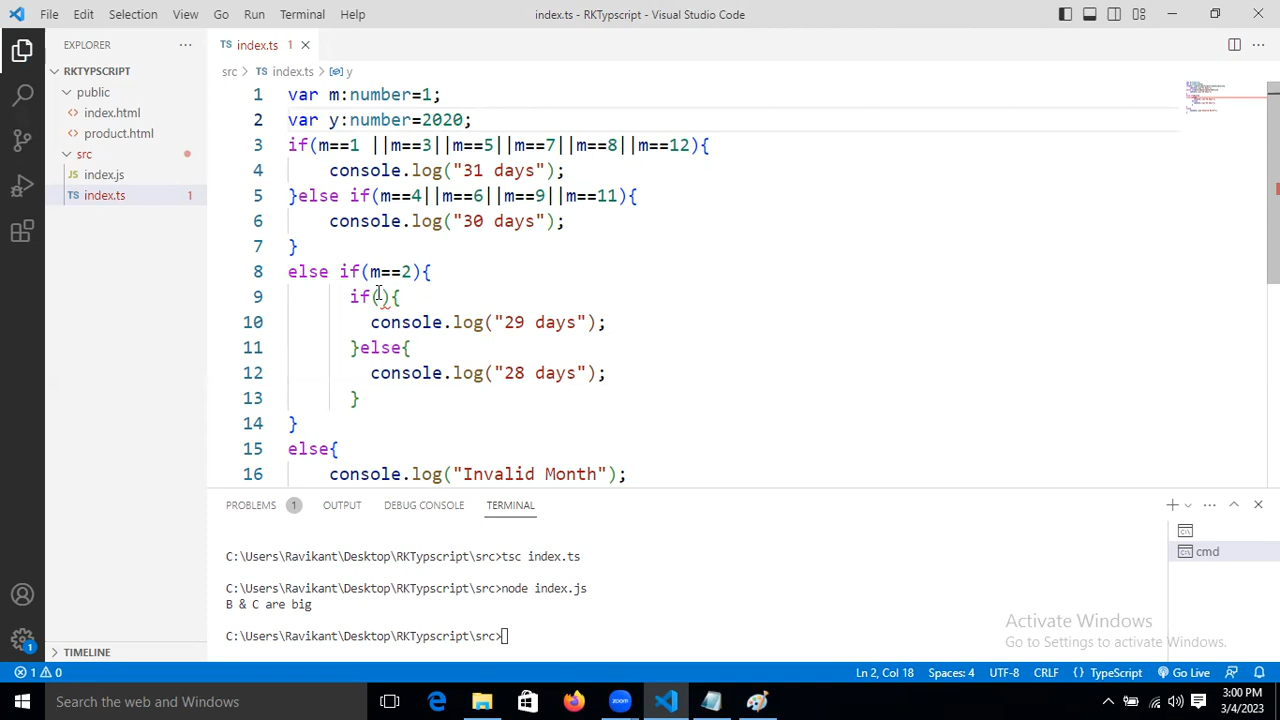 File Edit Selection View Go Run Terminal Help index.ts - RKTypscript - Visual Studio Code
EXPLORER
RKTYPSCRIPT
public
index.html
product.html
src
index.js
TS index.ts 1
TIMELINE
TS index.ts 1
src > TS index.ts > y
1 var m:number=1;
2 var y:number=2020;
3 if(m==1 ||m==3||m==5||m==7||m==8||m==12){
4 console.log("31 days");
5 }else if(m==4||m==6||m==9||m==11){
6 console.log("30 days");
7 }
8 else if(m==2){
9 if(){
10 console.log("29 days");
11 }else{
12 console.log("28 days");
13 }
14 }
15 else{
16 console.log("Invalid Month");
PROBLEMS 1 OUTPUT DEBUG CONSOLE TERMINAL
C:\Users\Ravikant\Desktop\RKTypscript\src>tsc index.ts
C:\Users\Ravikant\Desktop\RKTypscript\src>node index.js
B & C are big
C:\Users\Ravikant\Desktop\RKTypscript\src>
cmd
Activate Windows
Go to Settings to activate Windows.
1
1 0 Ln 2, Col 18 Spaces: 4 UTF-8 CRLF {} TypeScript Go Live
Search the web and Windows
zoom
3:00 PM
3/4/2023